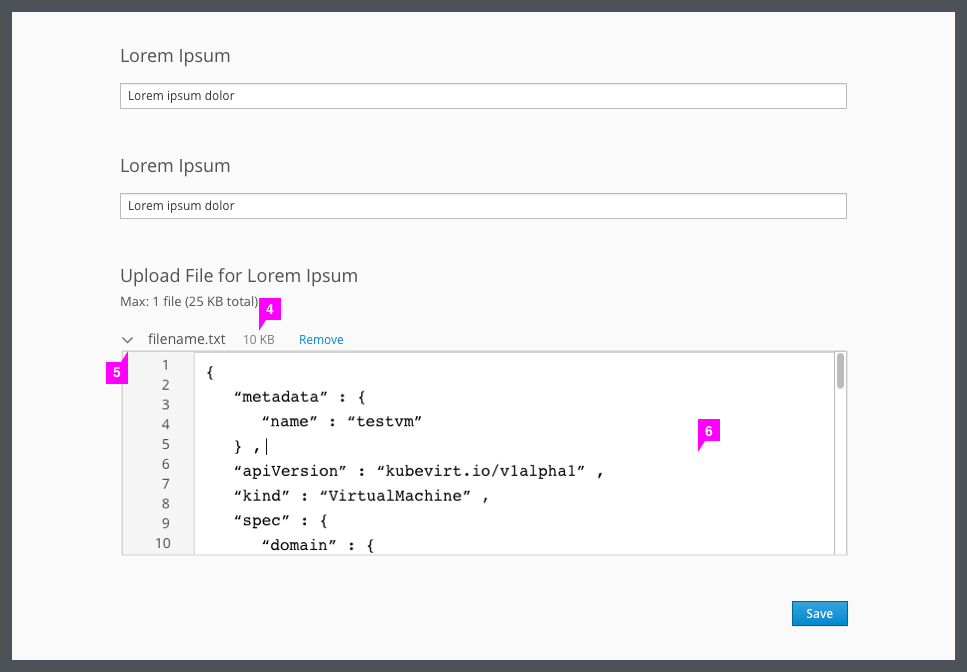 Lorem Ipsum
Lorem ipsum dolor
Lorem Ipsum
Lorem ipsum dolor
Upload File for Lorem Ipsum
Max: 1 file (25 KB total)
4
filename.txt 10 KB Remove
5
1 {
2 “metadata” : {
3 “name” : “testvm”
4 } ,
5 “apiVersion” : “kubevirt.io/v1alpha1” ,
6 “kind” : “VirtualMachine” ,
7 “spec” : {
8 “domain” : {
9
10
6
Save